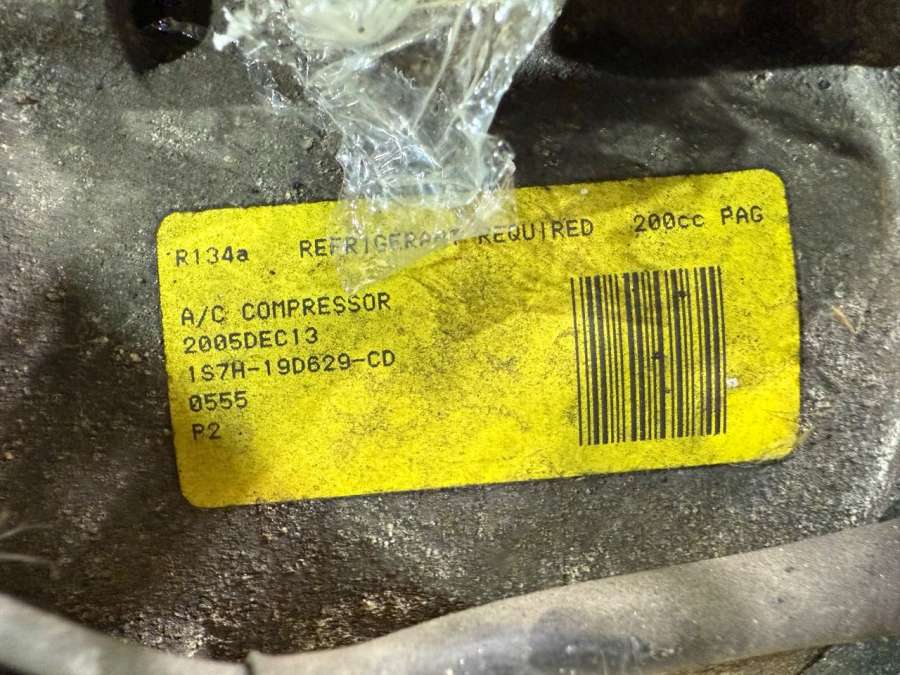 R134a REFRIGERANT REQUIRED 200cc PAG
A/C COMPRESSOR
2005DEC13
1S7H-19D629-CD
0555
P2